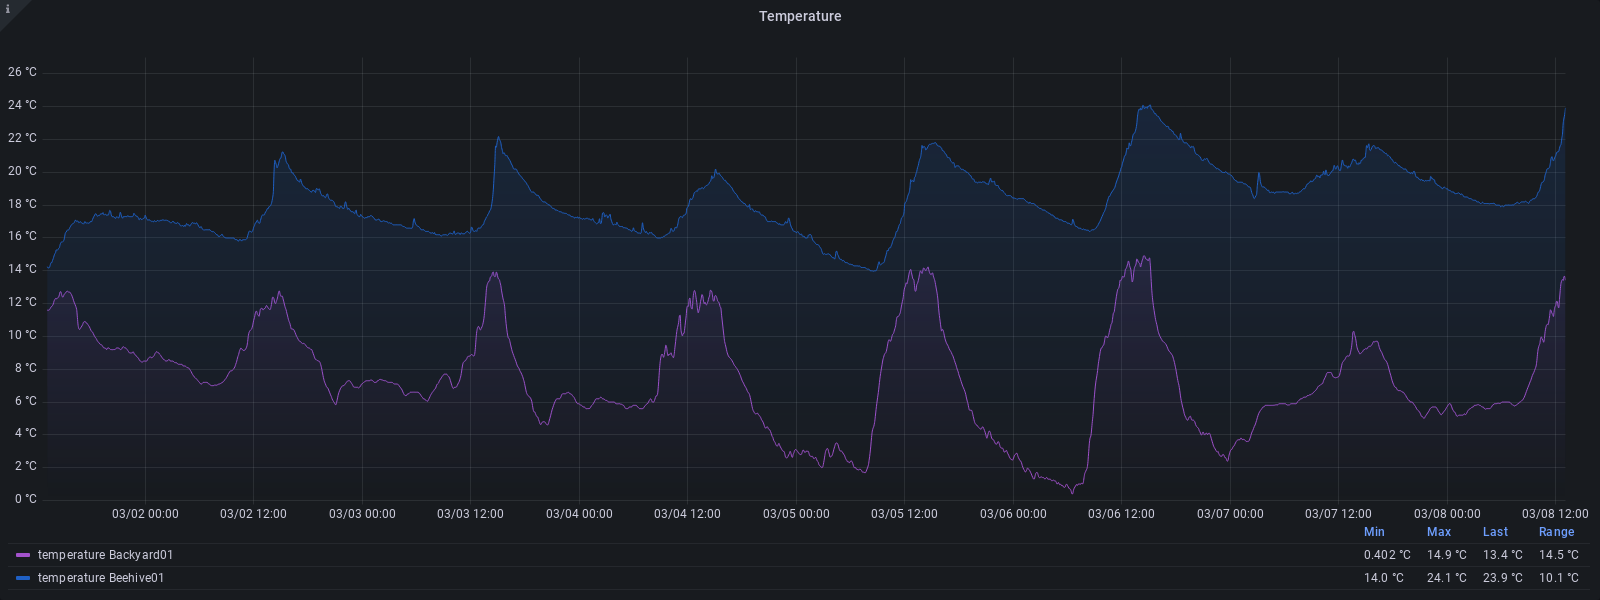 i
Temperature
26 °C
24 °C
22 °C
20 °C
18 °C
16 °C
14 °C
12 °C
10 °C
8 °C
6 °C
4 °C
2 °C
0 °C
03/02 00:00 03/02 12:00 03/03 00:00 03/03 12:00 03/04 00:00 03/04 12:00 03/05 00:00 03/05 12:00 03/06 00:00 03/06 12:00 03/07 00:00 03/07 12:00 03/08 00:00 03/08 12:00
Min Max Last Range
temperature Backyard01 0.402 °C 14.9 °C 13.4 °C 14.5 °C
temperature Beehive01 14.0 °C 24.1 °C 23.9 °C 10.1 °C